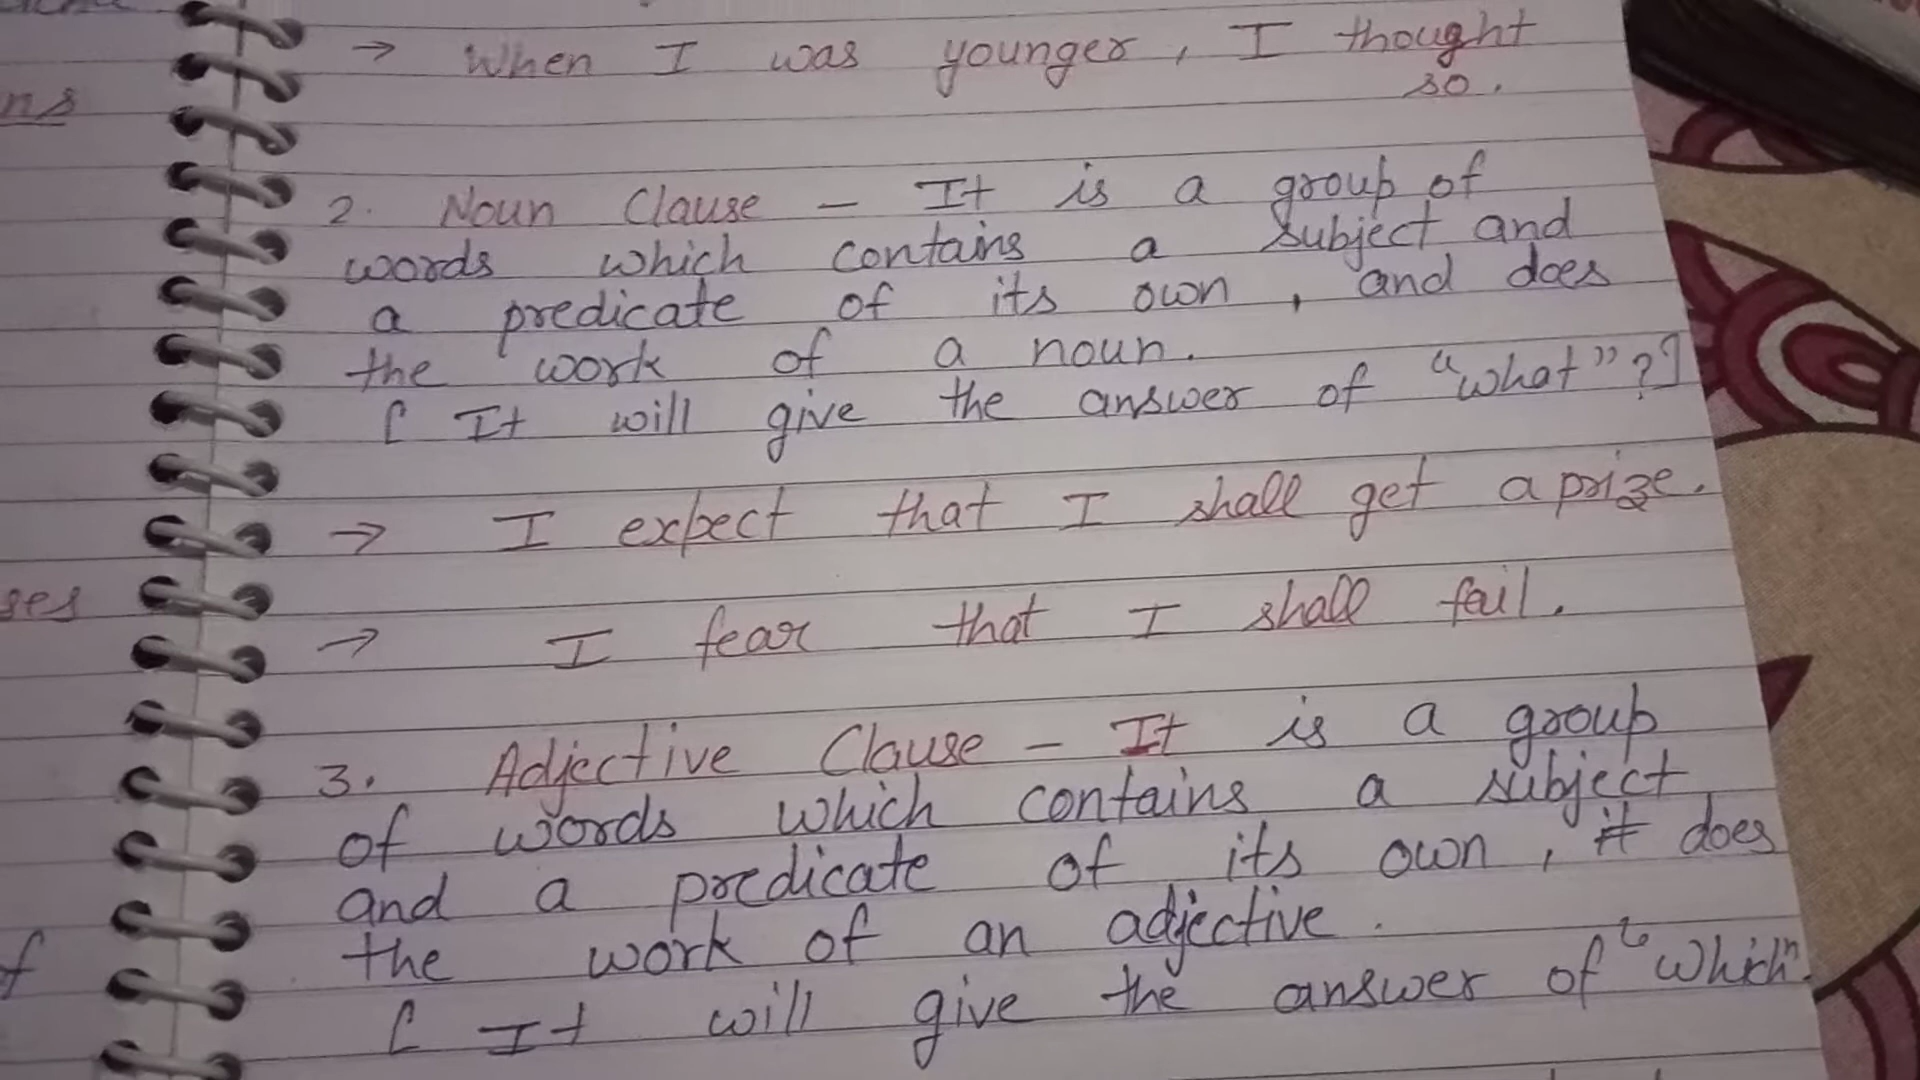 → When I was younger, I thought
so.
ns
2. Noun Clause – It is a group of
words which contains a subject and
a predicate of its own, and does
the work of a noun.
[ It will give the answer of "what"?]
→ I expect that I shall get a prize.
ses
→ I fear that I shall fail.
3. Adjective Clause – It is a group
of words which contains a subject
and a predicate of its own, it does
the work of an adjective.
f
[ It will give the answer of "which".